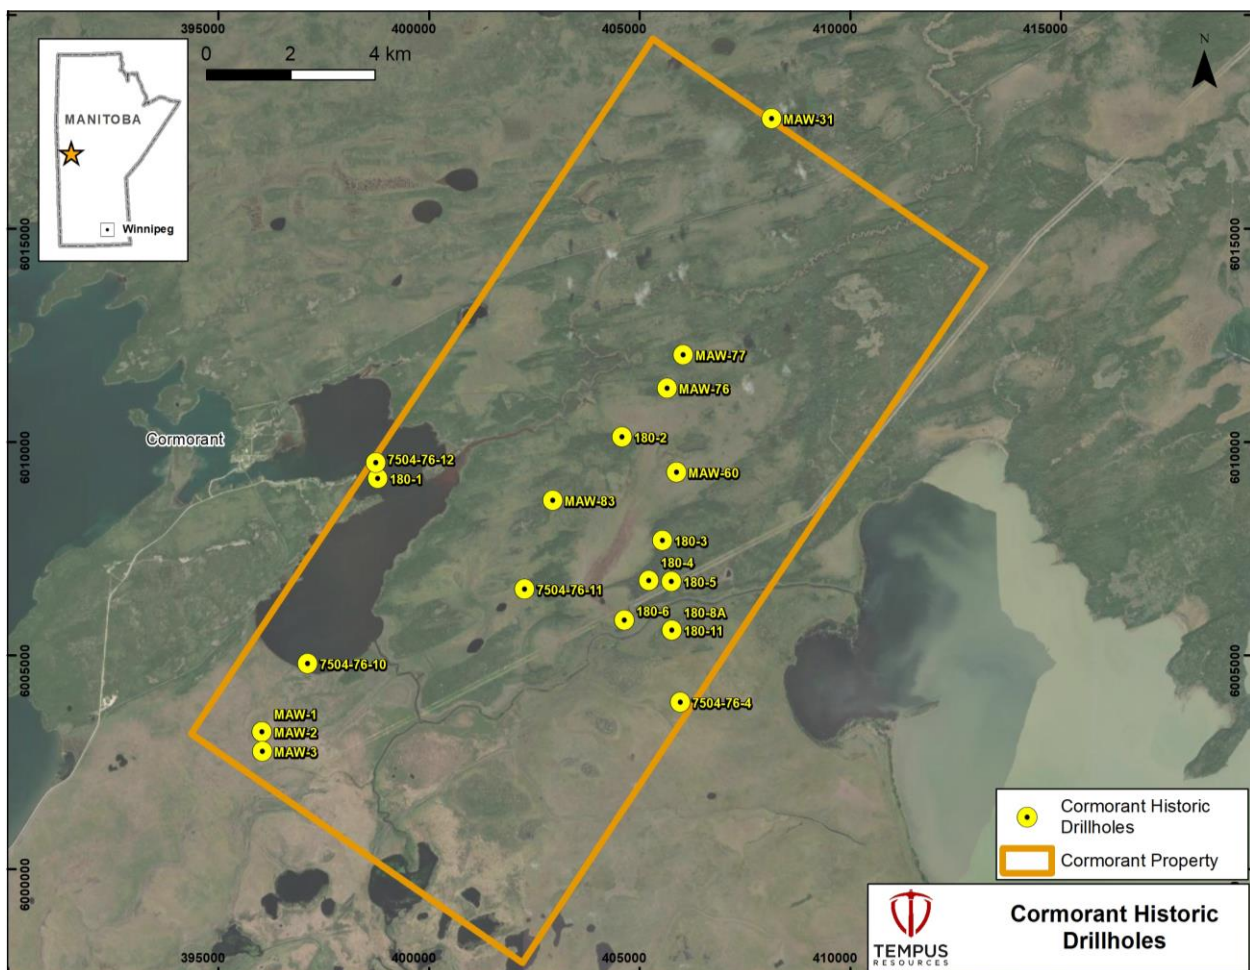 395000
400000
405000
410000
415000
0 2 4 km
N
MANITOBA
Winnipeg
6015000
6015000
MAW-31
MAW-77
MAW-76
180-2
6010000
Cormorant
7504-76-12
180-1
MAW-60
6010000
MAW-83
180-3
180-4
180-5
7504-76-11
180-6
180-8A
180-11
6005000
7504-76-10
6005000
7504-76-4
MAW-1
MAW-2
MAW-3
6000000
Cormorant Historic
Drillholes
Cormorant Property
Cormorant Historic
Drillholes
TEMPUS
RESOURCES
395000
400000
405000
410000